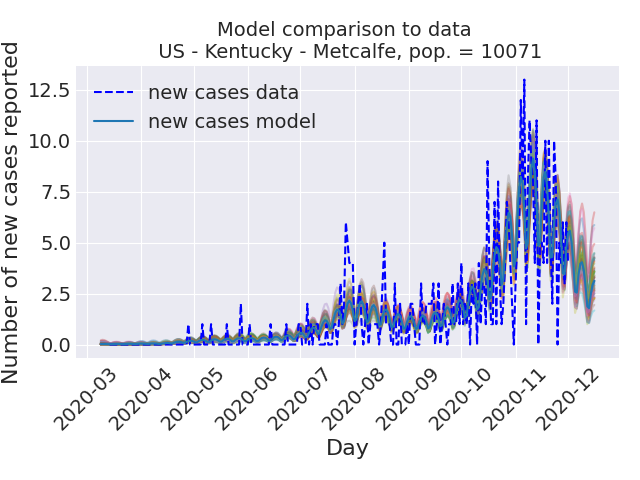 Model comparison to data
US - Kentucky - Metcalfe, pop. = 10071
Number of new cases reported
12.5
10.0
7.5
5.0
2.5
0.0
new cases data
new cases model
2020-03
2020-04
2020-05
2020-06
2020-07
2020-08
2020-09
2020-10
2020-11
2020-12
Day